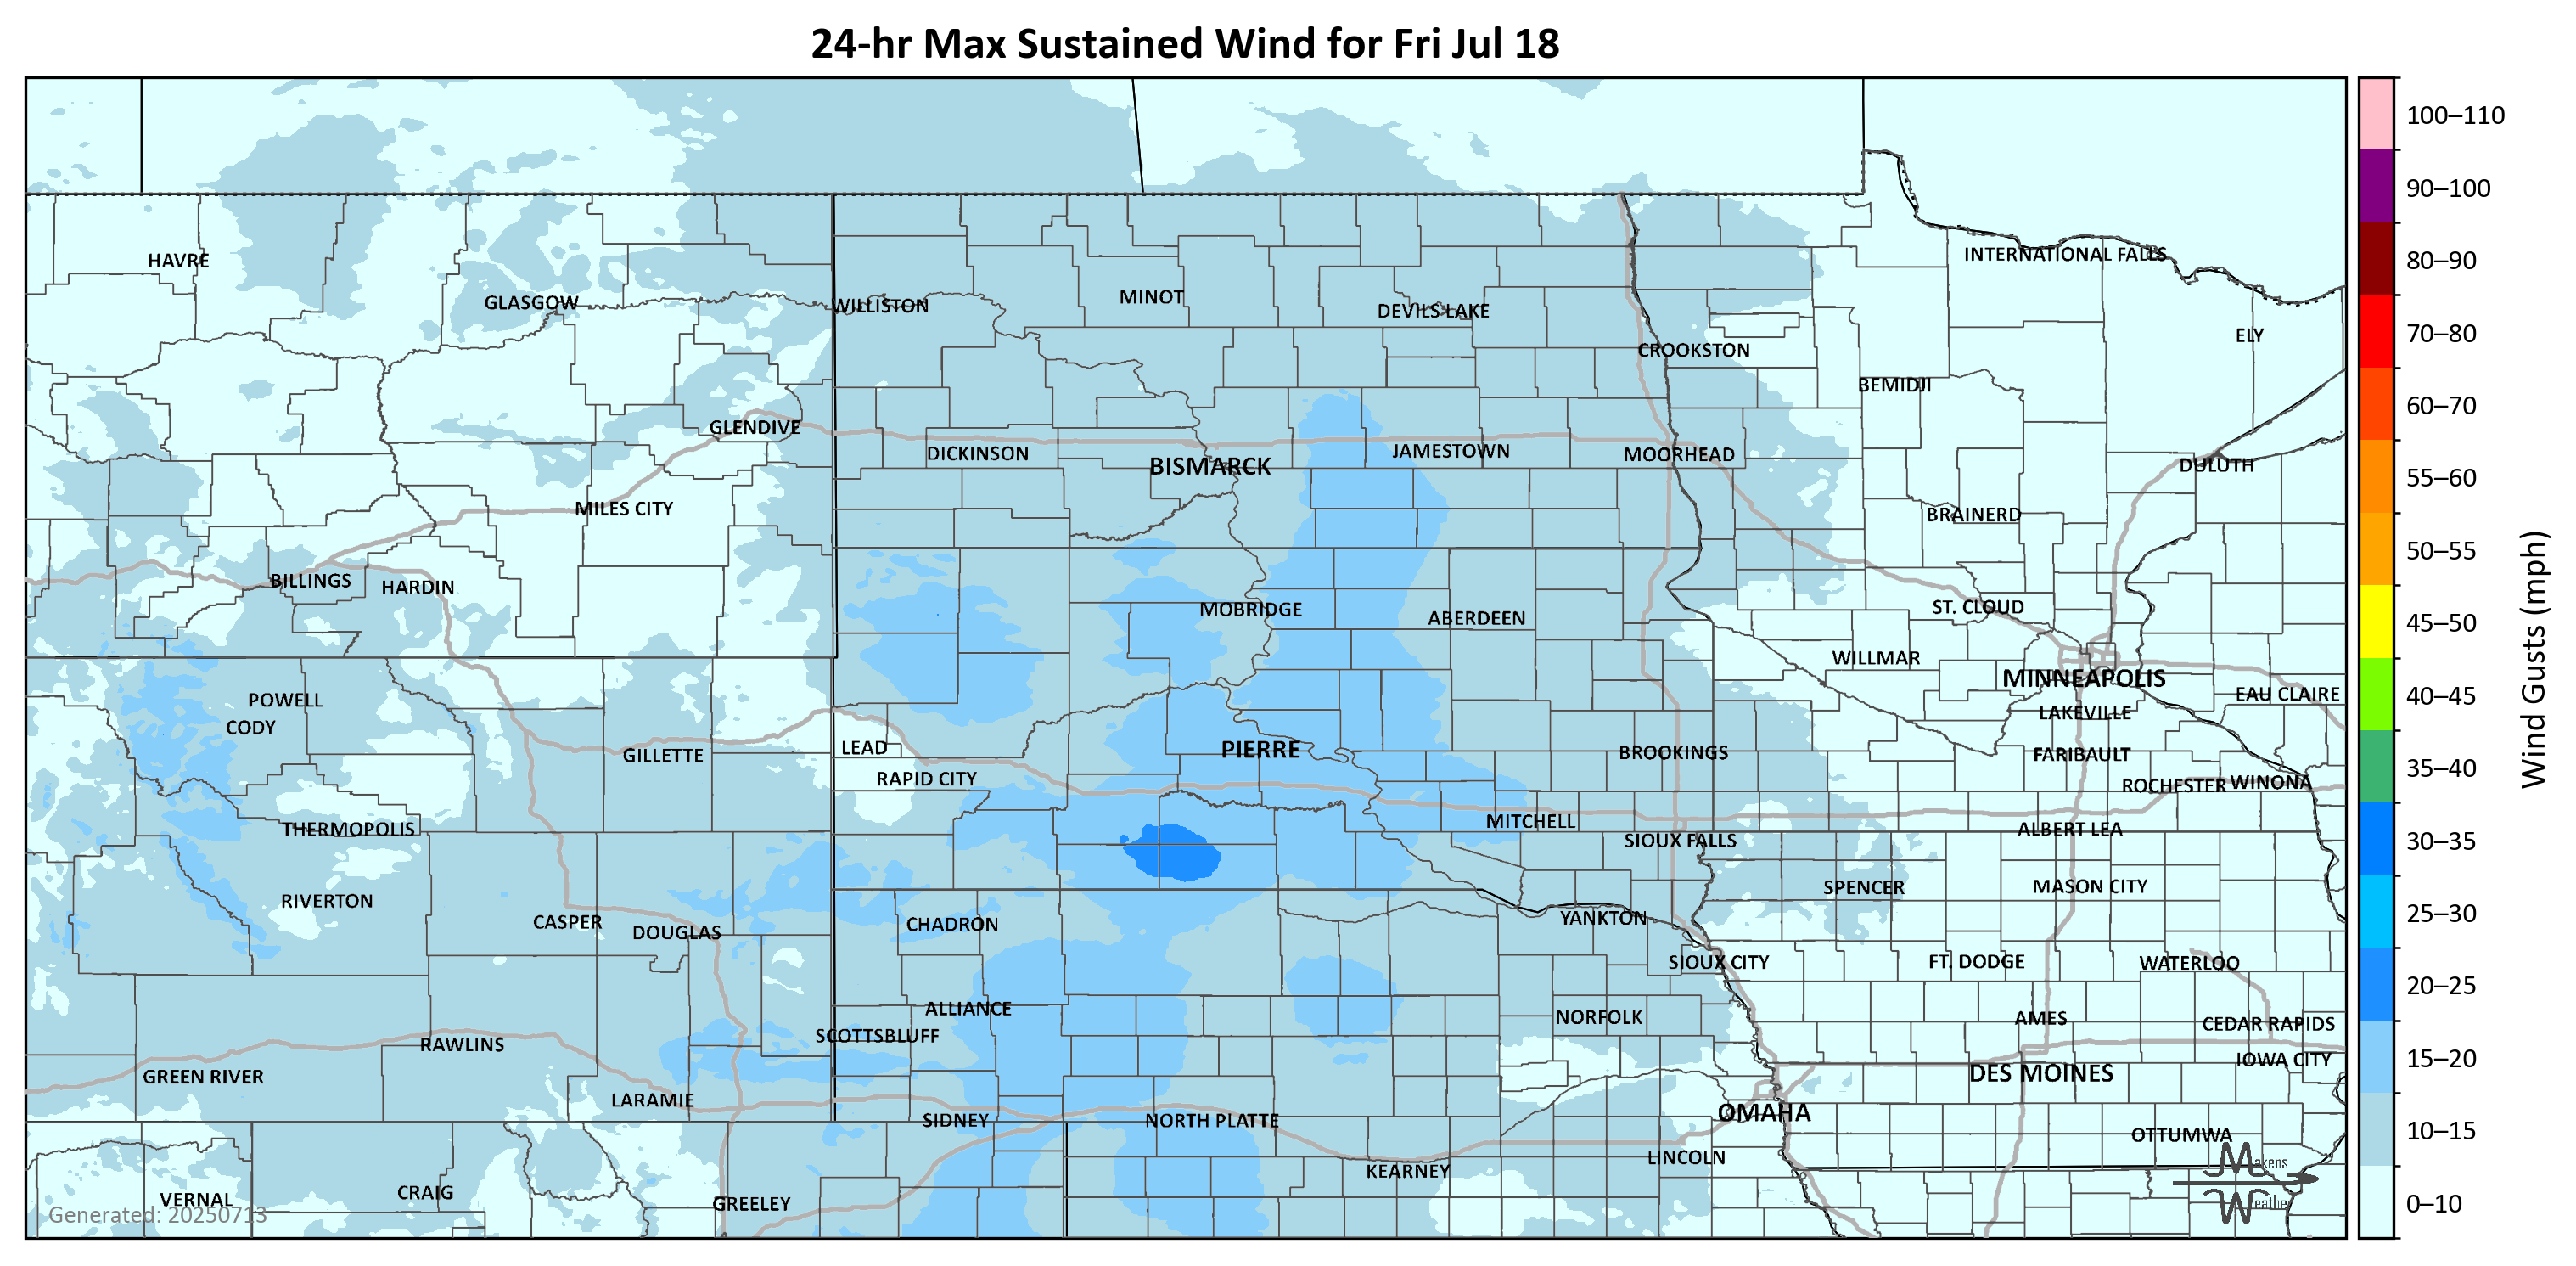 24-hr Max Sustained Wind for Fri Jul 18
100–110
90–100
80–90
70–80
60–70
55–60
50–55
45–50
40–45
35–40
30–35
25–30
20–25
15–20
10–15
0–10
Wind Gusts (mph)
HAVRE
INTERNATIONAL FALLS
GLASGOW
WILLISTON
MINOT
DEVILS LAKE
ELY
CROOKSTON
BEMIDJI
GLENDIVE
DICKINSON
BISMARCK
JAMESTOWN
MOORHEAD
DULUTH
MILES CITY
BRAINERD
BILLINGS
HARDIN
MOBRIDGE
ABERDEEN
ST. CLOUD
WILLMAR
MINNEAPOLIS
POWELL
EAU CLAIRE
CODY
LAKEVILLE
GILLETTE
LEAD
PIERRE
BROOKINGS
FARIBAULT
RAPID CITY
ROCHESTER
WINONA
THERMOPOLIS
MITCHELL
SIOUX FALLS
ALBERT LEA
RIVERTON
SPENCER
MASON CITY
CASPER
DOUGLAS
CHADRON
YANKTON
SIOUX CITY
FT. DODGE
WATERLOO
ALLIANCE
NORFOLK
AMES
CEDAR RAPIDS
SCOTTSBLUFF
RAWLINS
IOWA CITY
GREEN RIVER
DES MOINES
LARAMIE
SIDNEY
NORTH PLATTE
OMAHA
OTTUMWA
KEARNEY
LINCOLN
VERNAL
CRAIG
GREELEY
Generated: 20250713
Makens
Weather